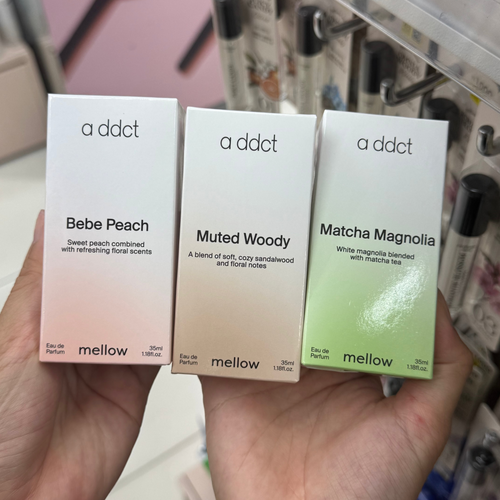 a ddct
Bebe Peach
Sweet peach combined
with refreshing floral scents
Eau de
Parfum
mellow
35ml
1.18fl.oz.
a ddct
Muted Woody
A blend of soft, cozy sandalwood
and floral notes
Eau de
Parfum
mellow
35ml
1.18fl.oz.
a ddct
Matcha Magnolia
White magnolia blended
with matcha tea
Eau de
Parfum
mellow
35ml
1.18fl.oz.